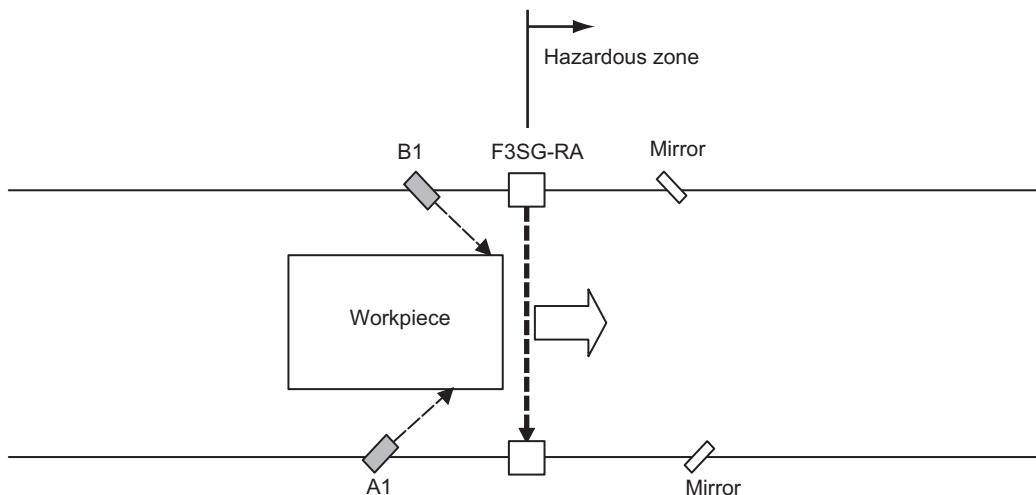 Hazardous zone
B1
F3SG-RA
Mirror
Workpiece
A1
Mirror